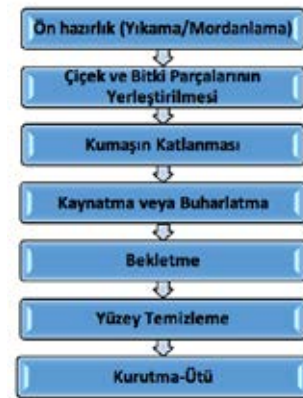 Ön hazırlık (Yıkama/Mordanlama)
Çiçek ve Bitki Parçalarının
Yerleştirilmesi
Kumaşın Katlanması
Kaynatma veya Buharlatma
Bekletme
Yüzey Temizleme
Kurutma-Ütü